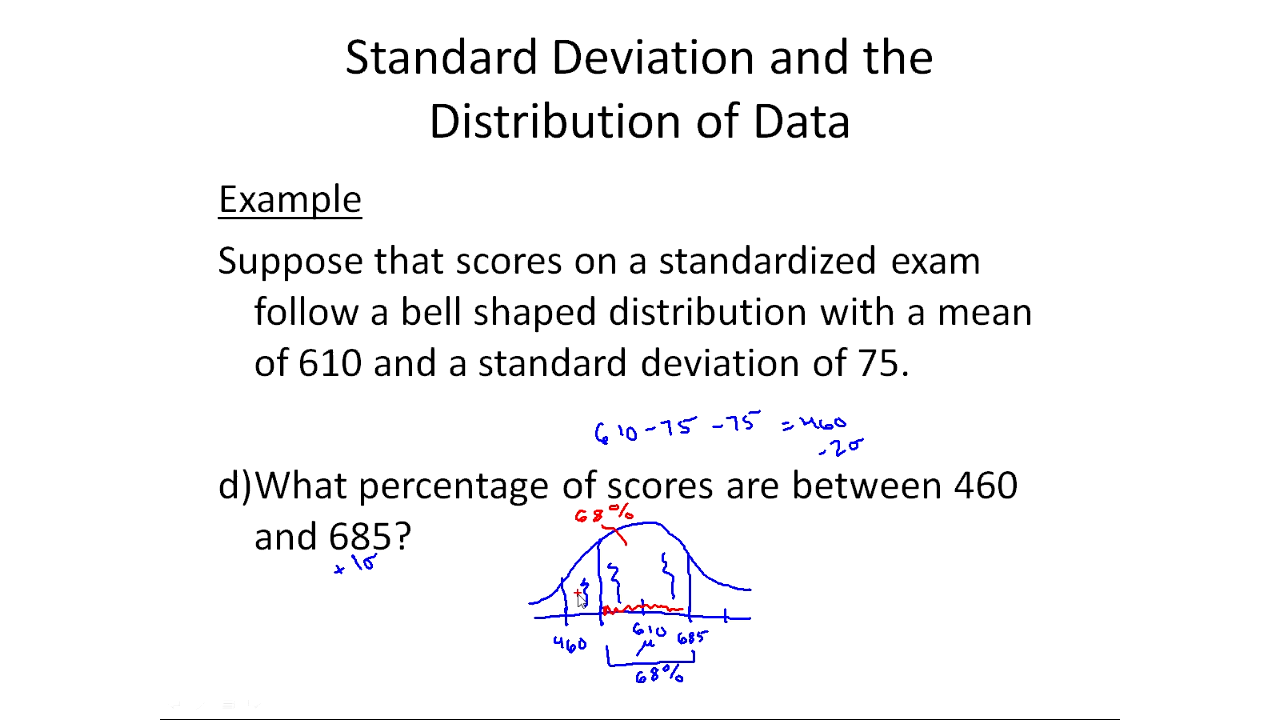 Standard Deviation and the
Distribution of Data
Example
Suppose that scores on a standardized exam
follow a bell shaped distribution with a mean
of 610 and a standard deviation of 75.
610 - 75 - 75 = 460
- 2σ
d)What percentage of scores are between 460
and 685?
+ 1σ
68%
460
610
685
μ
68%